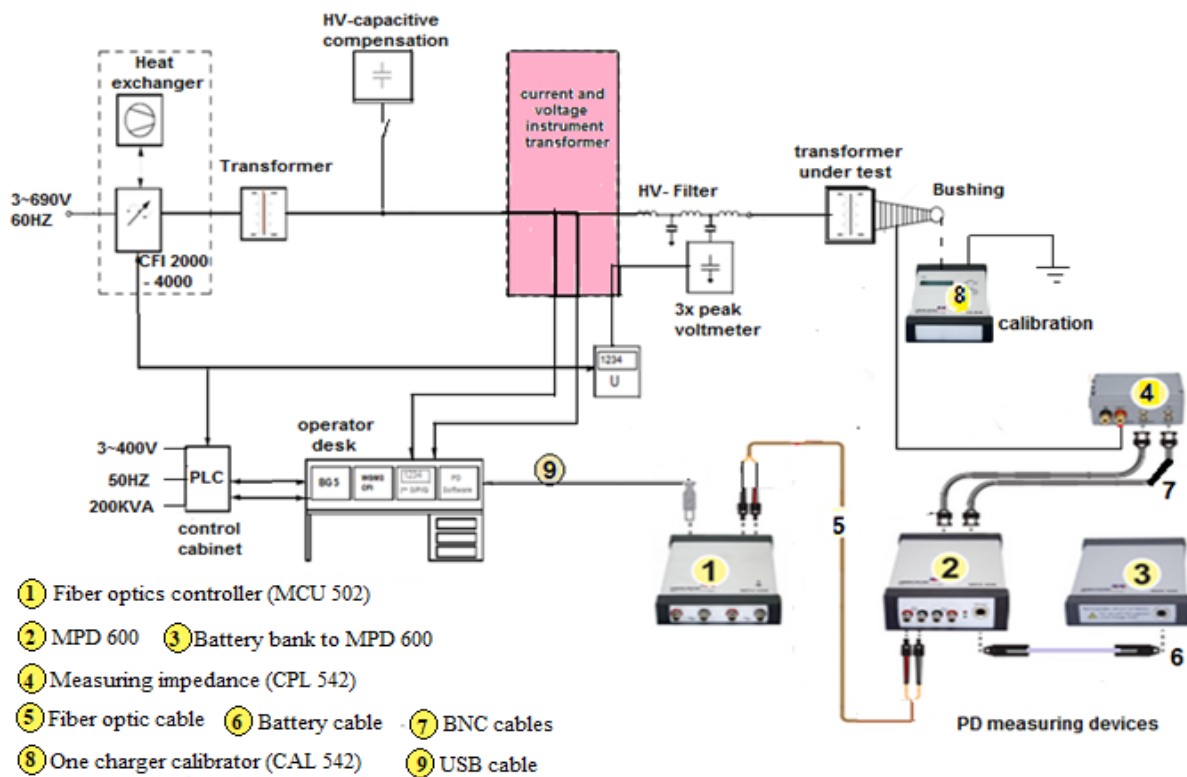 HV-capacitive
compensation
Heat
exchanger
current and
voltage
instrument
transformer
transformer
under test
Transformer
HV- Filter
Bushing
3~690V
60HZ
CFI 2000
- 4000
8
calibration
3x peak
voltmeter
1234
U
4
operator
desk
3~400V
9
7
50HZ
PLC
BG 5
CFI
1234
PD
Software
5
200KVA
control
cabinet
1
2
3
6
1 Fiber optics controller (MCU 502)
2 MPD 600 3 Battery bank to MPD 600
4 Measuring impedance (CPL 542)
5 Fiber optic cable 6 Battery cable 7 BNC cables
PD measuring devices
8 One charger calibrator (CAL 542) 9 USB cable